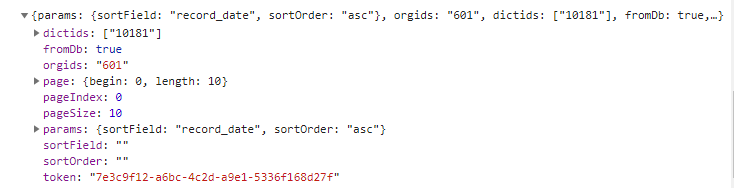 ▼{params: {sortField: "record_date", sortOrder: "asc"}, orgids: "601", dictids: ["10181"], fromDb: true,…}
▶dictids: ["10181"]
fromDb: true
orgids: "601"
▶page: {begin: 0, length: 10}
pageIndex: 0
pageSize: 10
▶params: {sortField: "record_date", sortOrder: "asc"}
sortField: ""
sortOrder: ""
token: "7e3c9f12-a6bc-4c2d-a9e1-5336f168d27f"